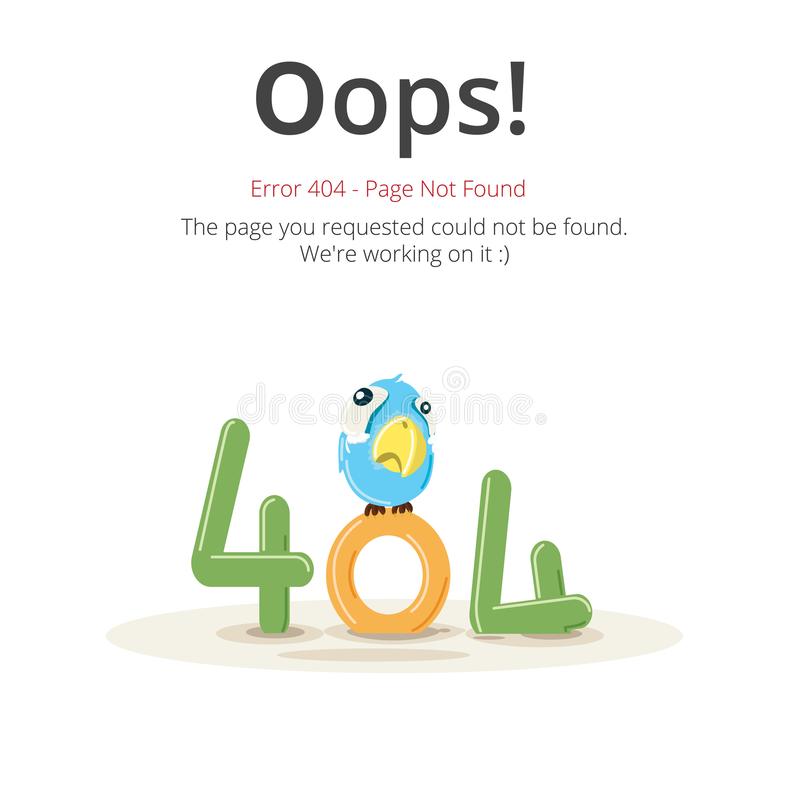 Oops!
Error 404 - Page Not Found
The page you requested could not be found.
We're working on it :)
dreamstime.
404